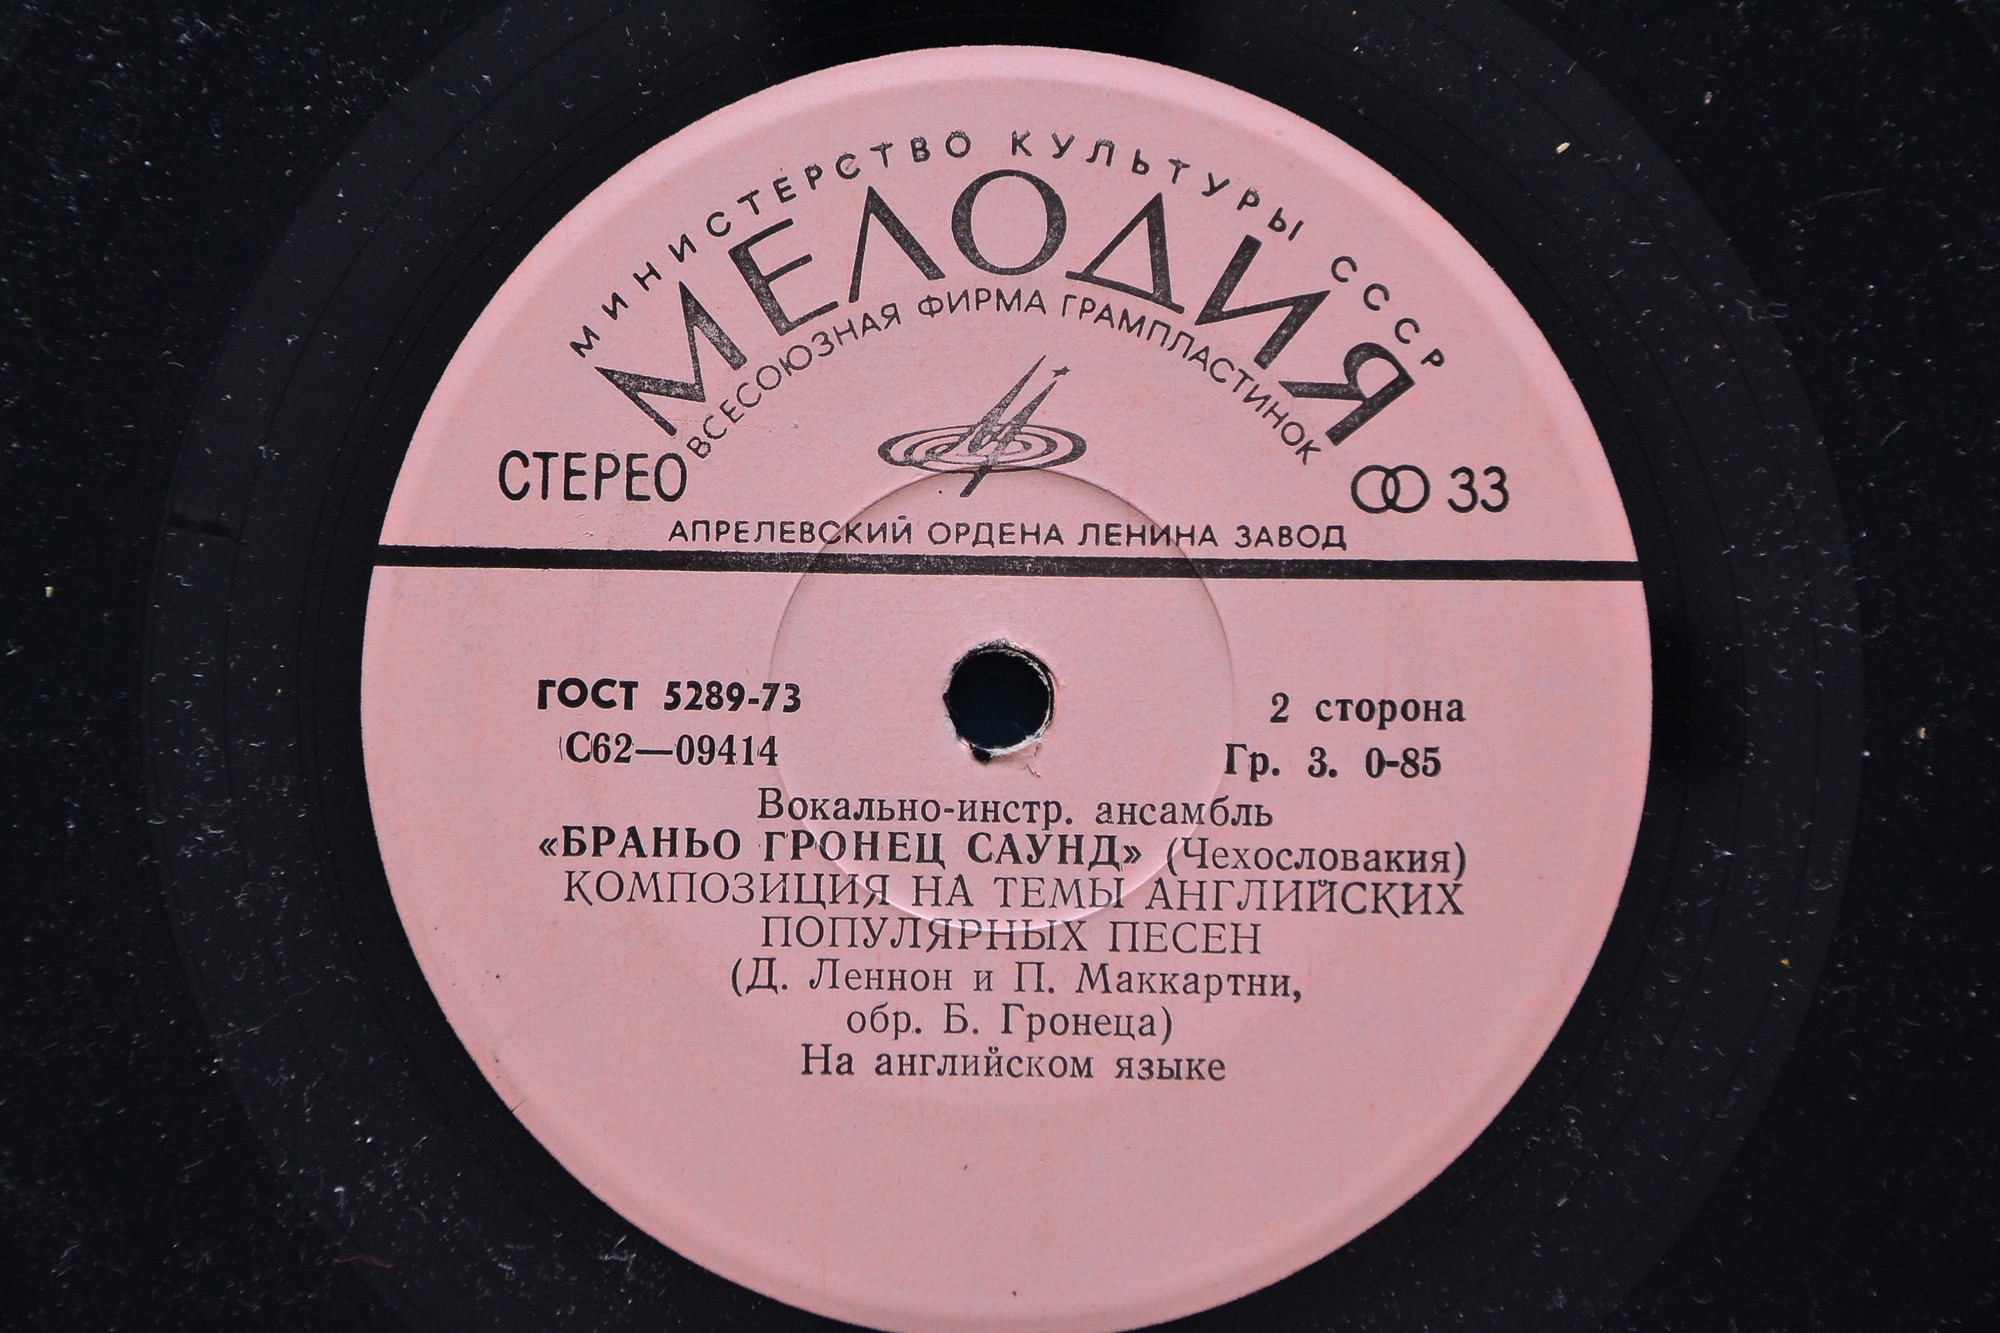 МИНИСТЕРСТВО КУЛЬТУРЫ СССР
МЕЛОДИЯ
ВСЕСОЮЗНАЯ ФИРМА ГРАМПЛАСТИНОК
СТЕРЕО
33
АПРЕЛЕВСКИЙ ОРДЕНА ЛЕНИНА ЗАВОД
ГОСТ 5289-73
2 сторона
С62—09414
Гр. 3. 0-85
Вокально-инстр. ансамбль
«БРАНЬО ГРОНЕЦ САУНД» (Чехословакия)
КОМПОЗИЦИЯ НА ТЕМЫ АНГЛИЙСКИХ
ПОПУЛЯРНЫХ ПЕСЕН
(Д. Леннон и П. Маккартни,
обр. Б. Гронеца)
На английском языке